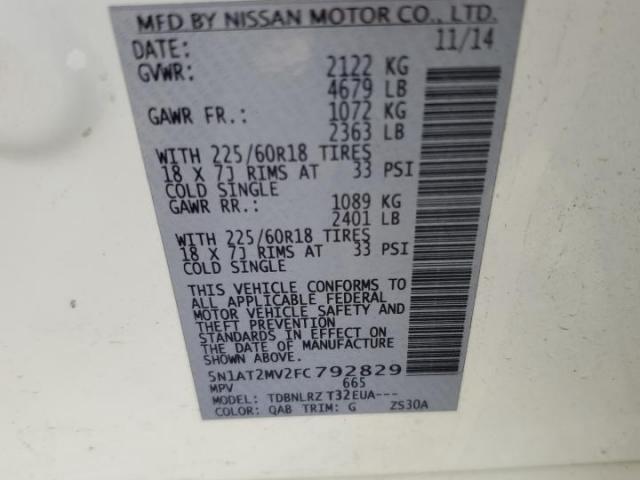 MFD BY NISSAN MOTOR CO., LTD.
DATE: 11/14
GVWR: 2122 KG
4679 LB
GAWR FR.: 1072 KG
2363 LB
WITH 225/60R18 TIRES
18 X 7J RIMS AT 33 PSI
COLD SINGLE
GAWR RR.: 1089 KG
2401 LB
WITH 225/60R18 TIRES
18 X 7J RIMS AT 33 PSI
COLD SINGLE
THIS VEHICLE CONFORMS TO
ALL APPLICABLE FEDERAL
MOTOR VEHICLE SAFETY AND
THEFT PREVENTION
STANDARDS IN EFFECT ON
THE DATE OF MANUFACTURE
SHOWN ABOVE.
5N1AT2MV2FC792829
MPV 665
MODEL: TDBNLRZ T32EUA---
COLOR: QAB TRIM: G ZS30A